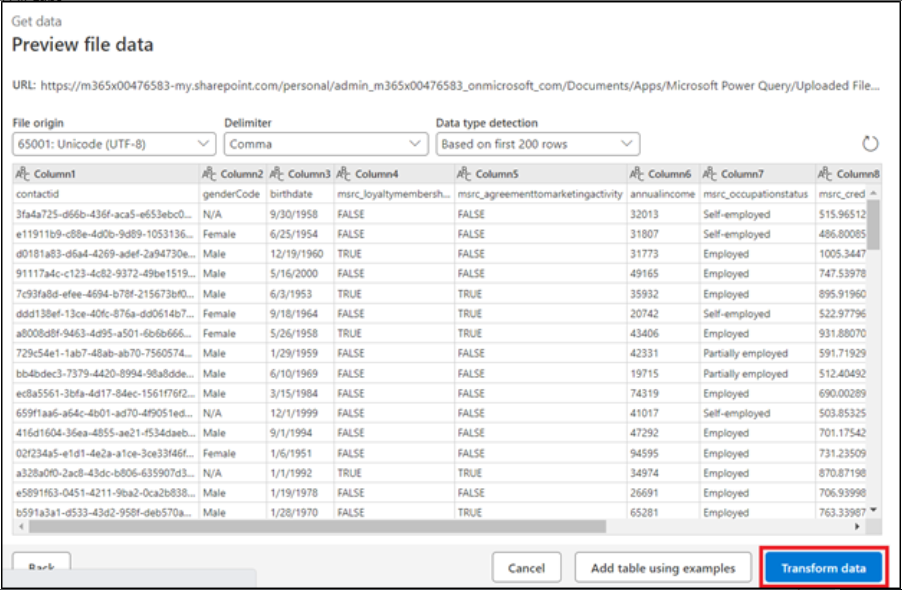 Get data
Preview file data
URL: https://m365x00476583-my.sharepoint.com/personal/admin_m365x00476583_onmicrosoft_com/Documents/Apps/Microsoft Power Query/Uploaded File...
File origin Delimiter Data type detection
65001: Unicode (UTF-8) Comma Based on first 200 rows
Column1 Column2 Column3 Column4 Column5 Column6 Column7 Column8
contactid genderCode birthdate msrc_loyaltymembersh... msrc_agreementtomarketingactivity annualincome msrc_occupationstatus msrc_cred
3fa4a725-d66b-436f-aca5-e653ebc0... N/A 9/30/1958 FALSE FALSE 32013 Self-employed 515.96512
e11911b9-c88e-4d0b-9d89-1053136... Female 6/25/1954 FALSE FALSE 31807 Self-employed 486.80085
d0181a83-d6a4-4269-adef-2a94730e... Male 12/19/1960 TRUE FALSE 31773 Employed 1005.3447
91117a4c-c123-4c82-9372-49be1519... Male 5/16/2000 FALSE FALSE 49165 Employed 747.53978
7c93fa8d-efee-4694-b78f-215673bf0... Male 6/3/1953 TRUE TRUE 35932 Employed 895.91960
ddd138ef-13ce-40fc-876a-dd0614b7... Female 9/18/1964 FALSE TRUE 20742 Self-employed 522.97796
a8008d8f-9463-4d95-a501-6b6b666... Female 5/26/1958 TRUE TRUE 43406 Employed 931.88070
729c54e1-1ab7-48ab-ab70-7560574... Male 1/29/1959 FALSE FALSE 42331 Partially employed 591.71929
bb4bdec3-7379-4420-8994-98a8dde... Male 6/10/1969 FALSE FALSE 19715 Partially employed 512.40492
ec8a5561-3bfa-4d17-84ec-1561f76f2... Male 3/15/1984 FALSE FALSE 74319 Employed 690.00289
659f1aa6-a64c-4b01-ad70-4f9051ed... N/A 12/1/1999 FALSE FALSE 41017 Self-employed 503.85325
416d1604-36ea-4855-ae21-f534daeb... Male 9/1/1994 FALSE FALSE 47292 Employed 701.17542
02f234a5-e1d1-4e2a-a1ce-3ce33f46f... Female 1/6/1951 FALSE FALSE 94595 Employed 731.23509
a328a0f0-2ac8-43dc-b806-635907d3... N/A 1/1/1992 TRUE TRUE 34974 Employed 870.87198
e5891f63-0451-4211-9ba2-0ca2b838... Male 1/19/1978 FALSE FALSE 26691 Employed 706.93998
b591a3a1-d533-43d2-958f-deb570a... Male 1/28/1970 FALSE TRUE 65281 Employed 763.33987
Back Cancel Add table using examples Transform data